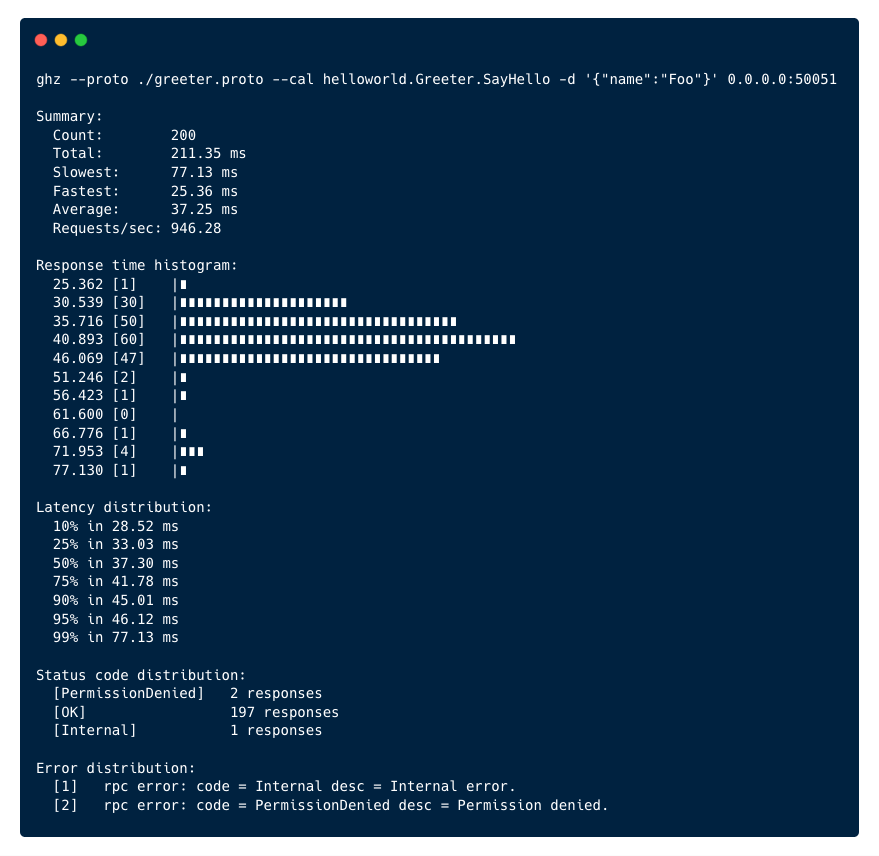 ghz --proto ./greeter.proto --cal helloworld.Greeter.SayHello -d '{"name":"Foo"}' 0.0.0.0:50051
Summary:
Count: 200
Total: 211.35 ms
Slowest: 77.13 ms
Fastest: 25.36 ms
Average: 37.25 ms
Requests/sec: 946.28
Response time histogram:
25.362 [1] |∎
30.539 [30] |∎∎∎∎∎∎∎∎∎∎∎∎∎∎∎∎∎∎∎∎
35.716 [50] |∎∎∎∎∎∎∎∎∎∎∎∎∎∎∎∎∎∎∎∎∎∎∎∎∎∎∎∎∎∎∎∎∎
40.893 [60] |∎∎∎∎∎∎∎∎∎∎∎∎∎∎∎∎∎∎∎∎∎∎∎∎∎∎∎∎∎∎∎∎∎∎∎∎∎∎∎∎
46.069 [47] |∎∎∎∎∎∎∎∎∎∎∎∎∎∎∎∎∎∎∎∎∎∎∎∎∎∎∎∎∎∎∎
51.246 [2] |∎
56.423 [1] |∎
61.600 [0] |
66.776 [1] |∎
71.953 [4] |∎∎∎
77.130 [1] |∎
Latency distribution:
10% in 28.52 ms
25% in 33.03 ms
50% in 37.30 ms
75% in 41.78 ms
90% in 45.01 ms
95% in 46.12 ms
99% in 77.13 ms
Status code distribution:
[PermissionDenied] 2 responses
[OK] 197 responses
[Internal] 1 responses
Error distribution:
[1] rpc error: code = Internal desc = Internal error.
[2] rpc error: code = PermissionDenied desc = Permission denied.